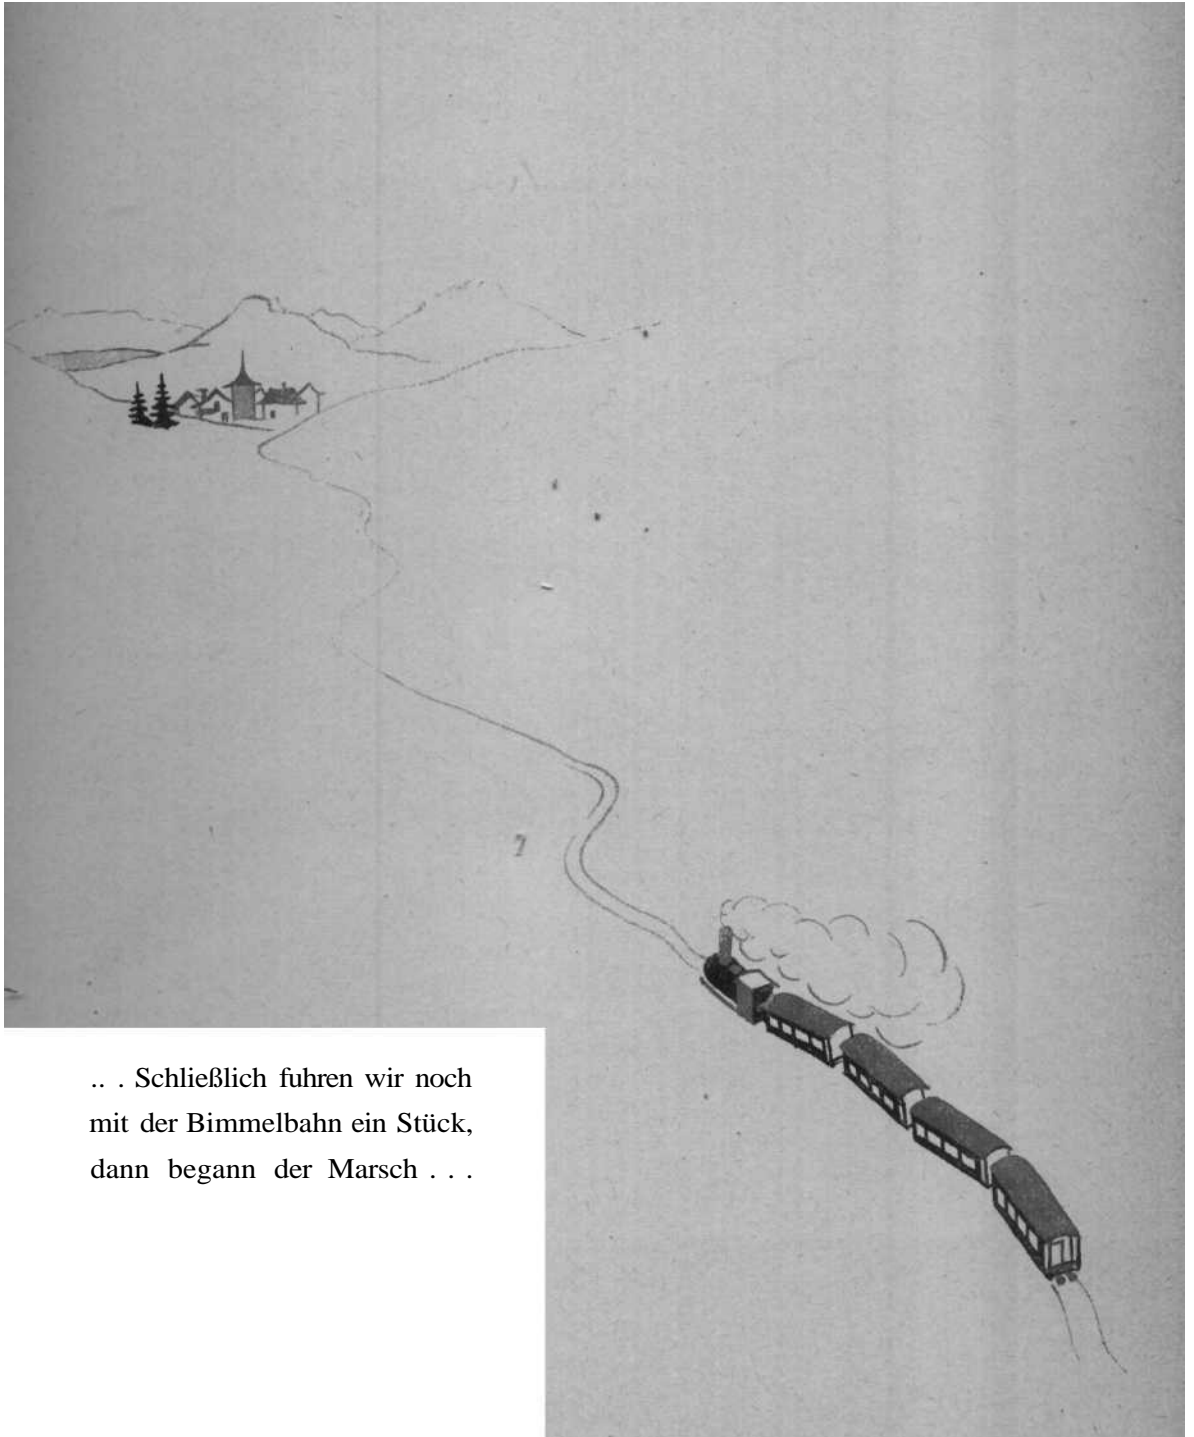 .. . Schließlich fuhren wir noch
mit der Bimmelbahn ein Stück,
dann begann der Marsch . . .